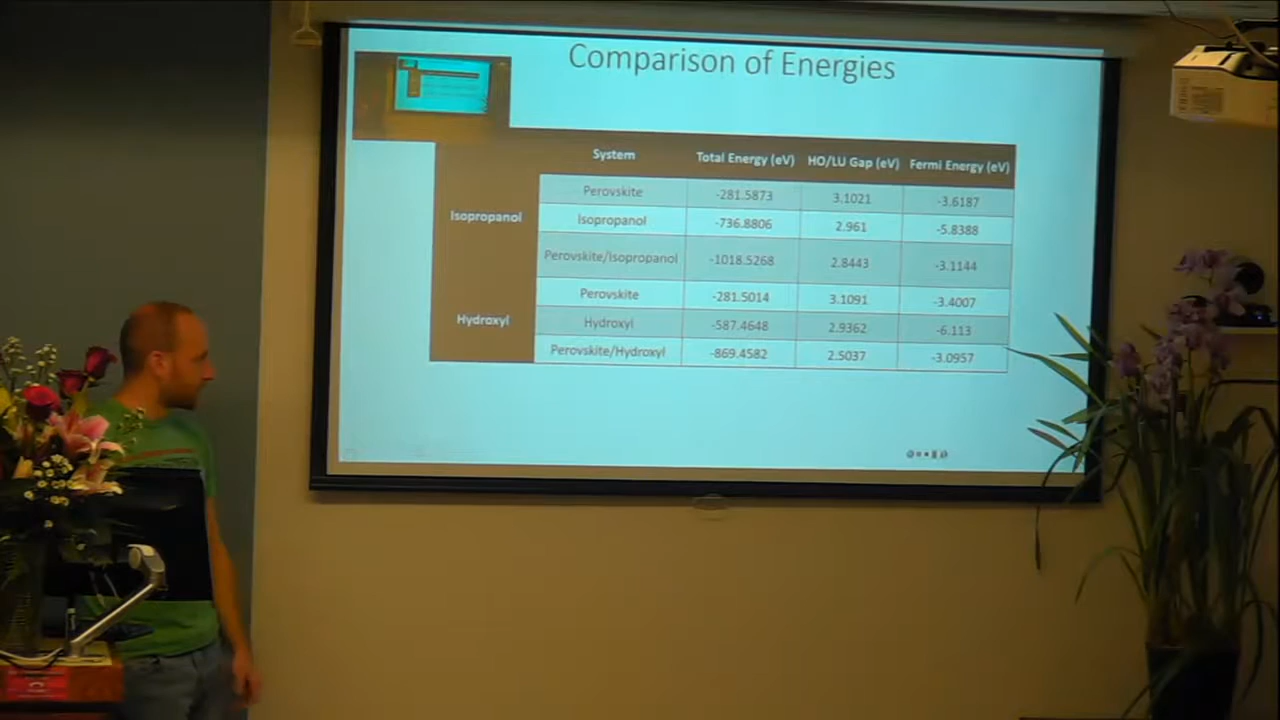 Comparison of Energies
System Total Energy (eV) HO/LU Gap (eV) Fermi Energy (eV)
Isopropanol
Perovskite -281.5873 3.1021 -3.6187
Isopropanol -736.8806 2.961 -5.8388
Perovskite/Isopropanol -1018.5268 2.8443 -3.1144
Hydroxyl
Perovskite -281.5014 3.1091 -3.4007
Hydroxyl -587.4648 2.9362 -6.113
Perovskite/Hydroxyl -869.4582 2.5037 -3.0957